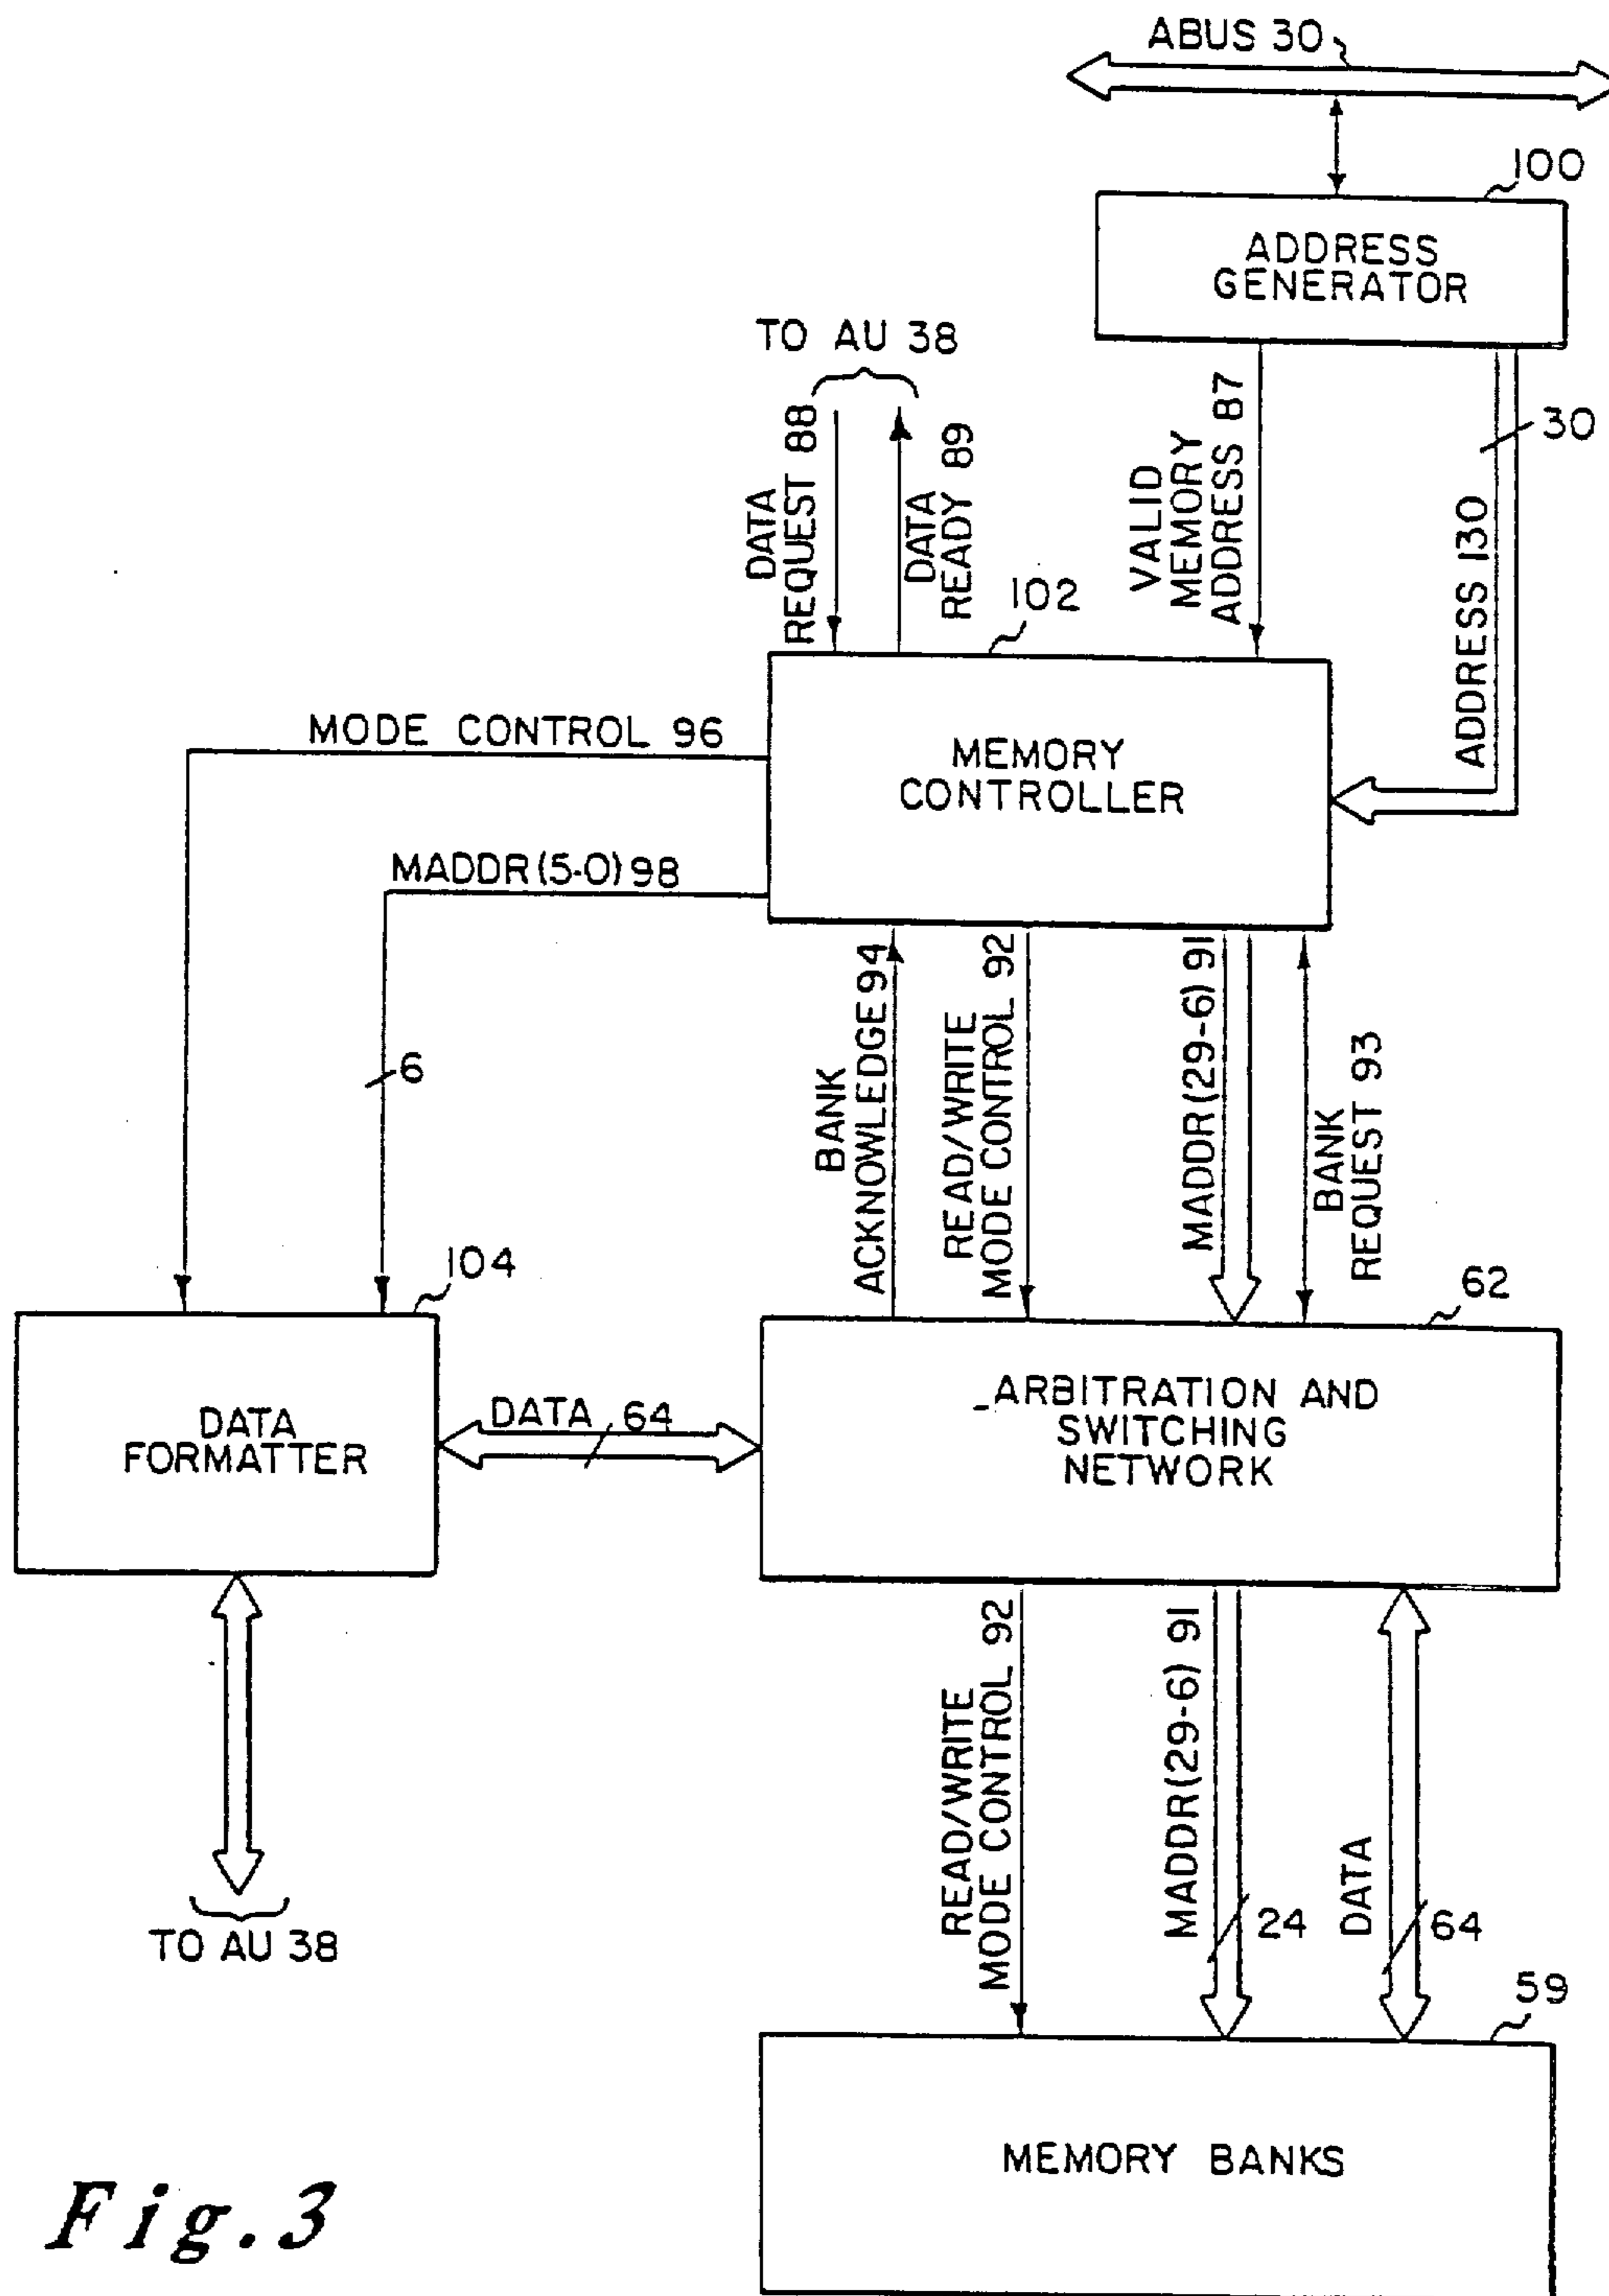 ABUS 30
100
ADDRESS
GENERATOR
TO AU 38
DATA
REQUEST 88
DATA
READY 89
VALID
MEMORY
ADDRESS 87
30
ADDRESS 130
102
MODE CONTROL 96
MEMORY
CONTROLLER
MADDR(5-0) 98
6
BANK
ACKNOWLEDGE 94
READ/WRITE
MODE CONTROL 92
MADDR(29-6) 91
BANK
REQUEST 93
104
62
DATA
FORMATTER
DATA 64
ARBITRATION AND
SWITCHING
NETWORK
TO AU 38
READ/WRITE
MODE CONTROL 92
MADDR(29-6) 91
24
DATA
64
59
MEMORY BANKS
Fig. 3